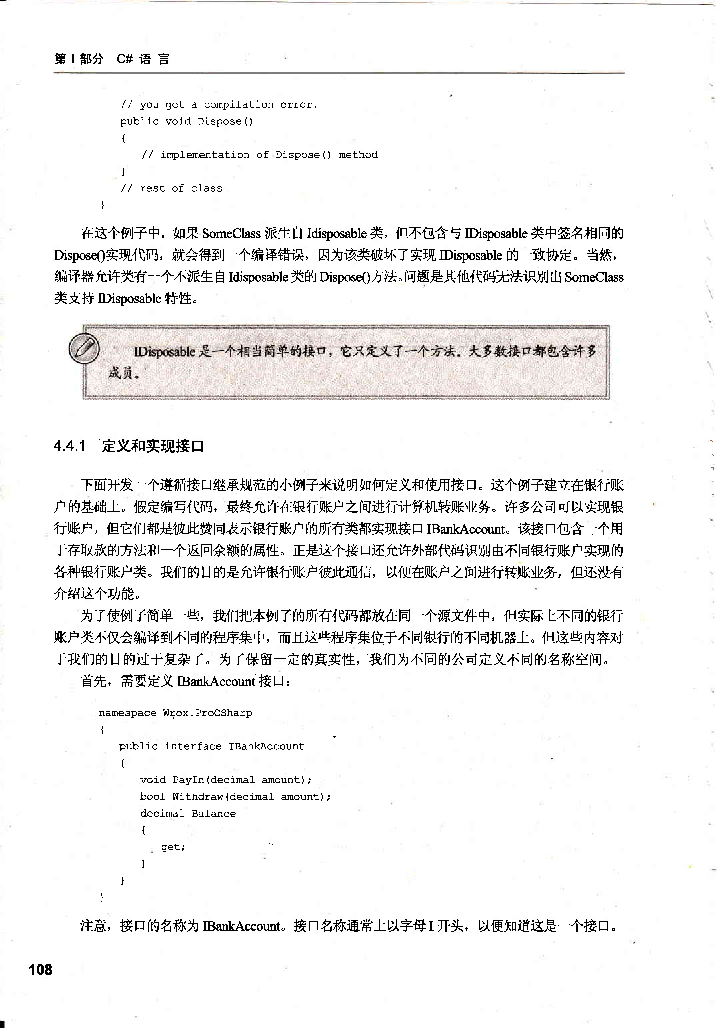 第Ⅰ部分 C# 语 言
// you get a compilation error.
public void Dispose()
{
// implementation of Dispose() method
}
// rest of class
}
在这个例子中，如果 SomeClass 派生自 Idisposable 类，但不包含与 IDisposable 类中签名相同的
Dispose()实现代码，就会得到一个编译错误，因为该类破坏了实现 IDisposable 的一致协定。当然，
编译器允许类有一个不派生自 Idisposable 类的 Dispose()方法。问题是其他代码无法识别出 SomeClass
类支持 IDisposable 特性。
IDisposable 是一个相当简单的接口，它只定义了一个方法。大多数接口都包含许多
成员。
4.4.1 定义和实现接口
下面开发一个遵循接口继承规范的小例子来说明如何定义和使用接口。这个例子建立在银行账
户的基础上。假定编写代码，最终允许在银行账户之间进行计算机转账业务。许多公司可以实现银
行账户，但它们都是彼此赞同表示银行账户的所有类都实现接口 IBankAccount。该接口包含一个用
于存取款的方法和一个返回余额的属性。正是这个接口还允许外部代码识别由不同银行账户实现的
各种银行账户类。我们的目的是允许银行账户彼此通信，以便在账户之间进行转账业务，但还没有
介绍这个功能。
为了使例子简单一些，我们把本例子的所有代码都放在同一个源文件中，但实际上不同的银行
账户类不仅会编译到不同的程序集中，而且这些程序集位于不同银行的不同机器上。但这些内容对
于我们的目的过于复杂了。为了保留一定的真实性，我们为不同的公司定义不同的名称空间。
首先，需要定义 IBankAccount 接口：
namespace Wrox.ProCSharp
{
public interface IBankAccount
{
void PayIn(decimal amount);
bool Withdraw(decimal amount);
decimal Balance
{
get;
}
}
}
注意，接口的名称为 IBankAccount。接口名称通常上以字母 I 开头，以便知道这是一个接口。
108